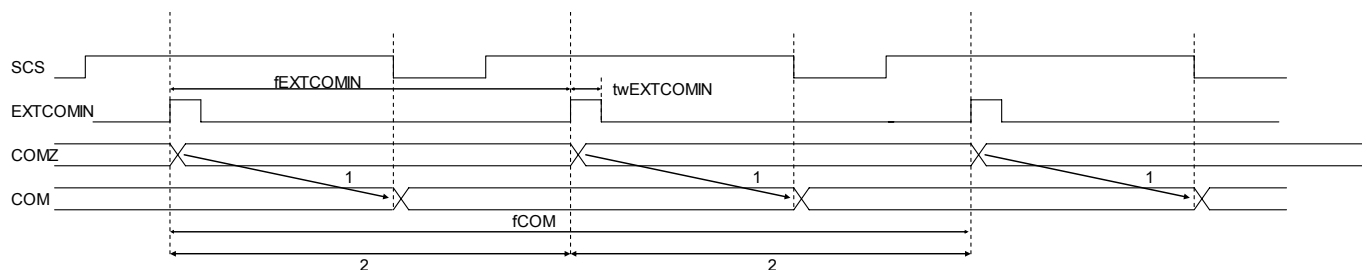 SCS
fEXTCOMIN
twEXTCOMIN
EXTCOMIN
COMZ
1
1
1
COM
fCOM
2
2